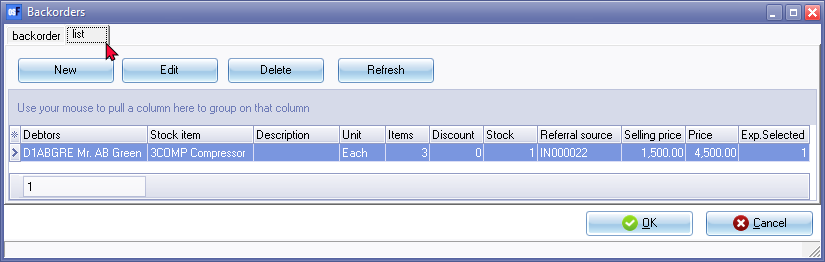 Backorders
backorder list
New Edit Delete Refresh
Use your mouse to pull a column here to group on that column
Debtors Stock item Description Unit Items Discount Stock Referral source Selling price Price Exp.Selected
D1ABGRE Mr. AB Green 3COMP Compressor Each 3 0 1 IN000022 1,500.00 4,500.00 1
1
OK Cancel